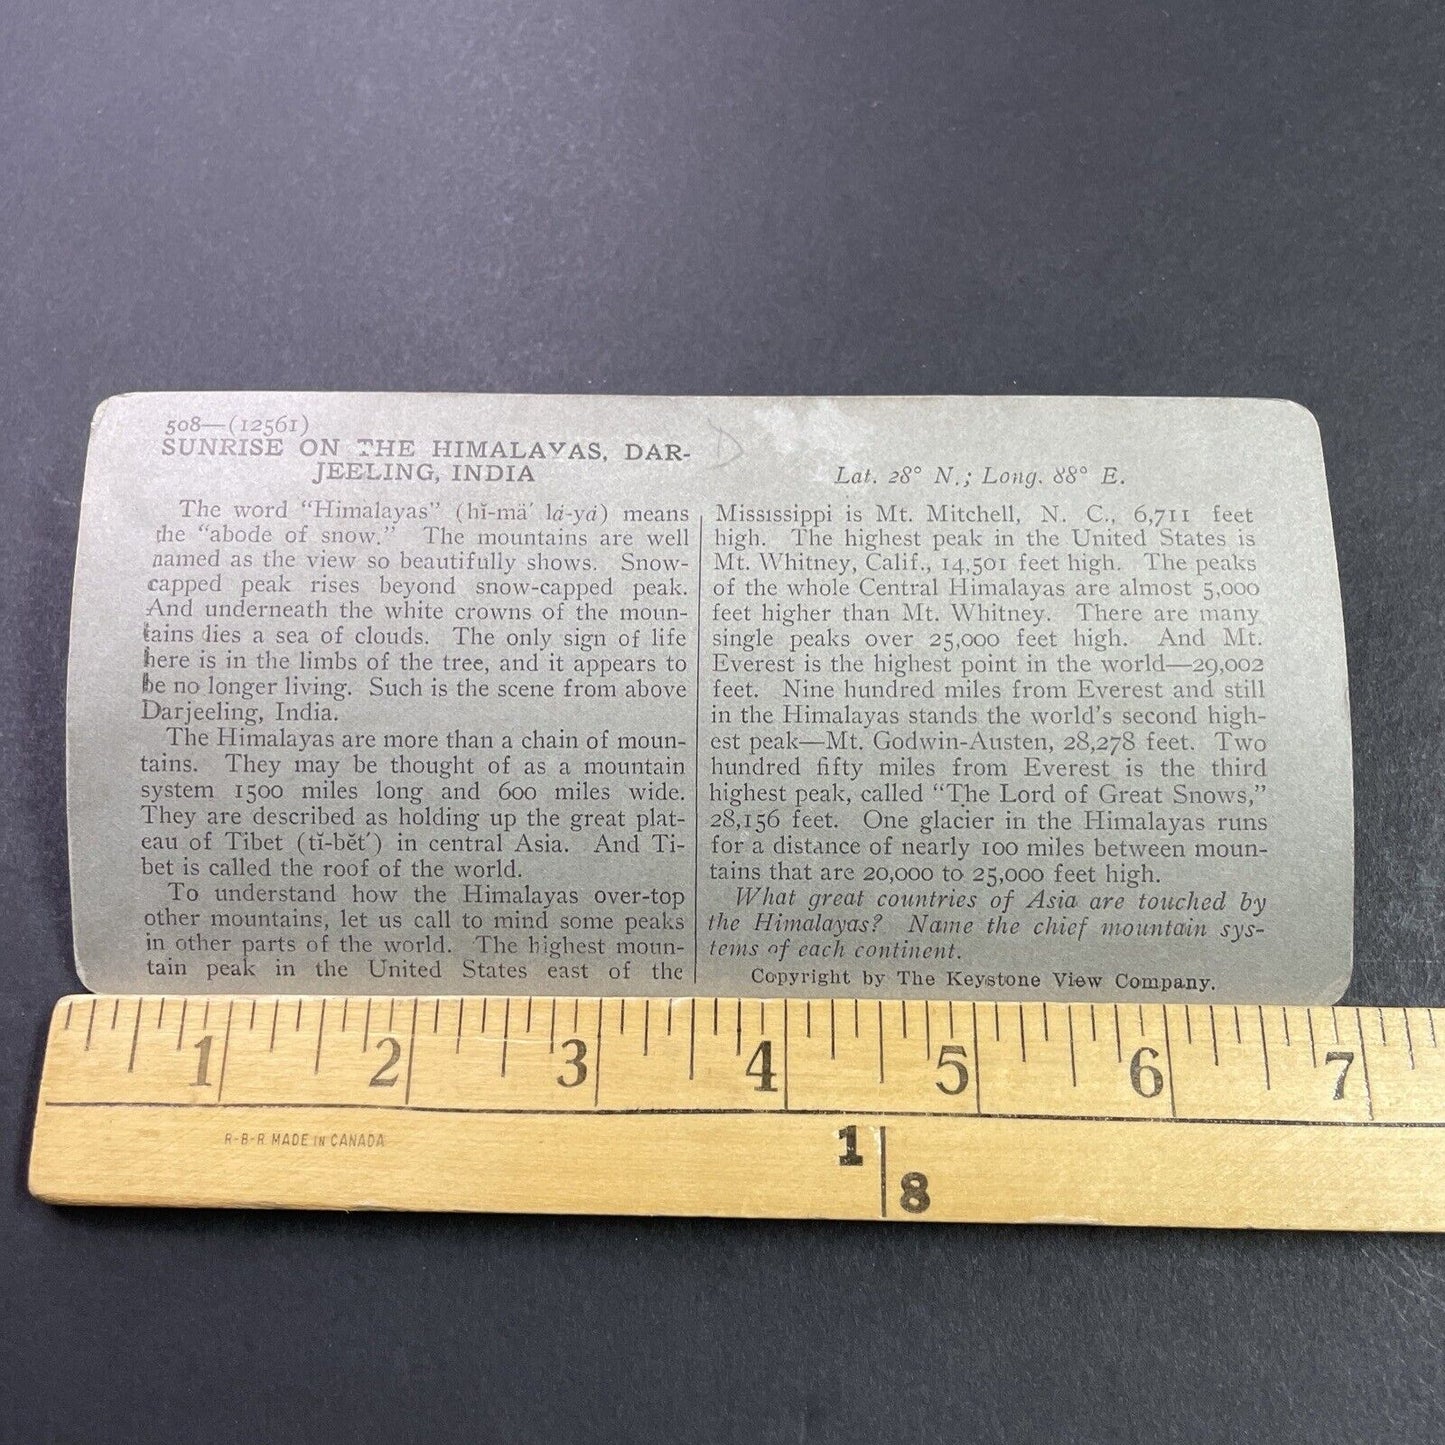 508—(12561)
SUNRISE ON THE HIMALAYAS, DAR-
JEELING, INDIA
Lat. 28° N.; Long. 88° E.
D
The word "Himalayas" (hĭ-mä′ lȧ-yȧ) means
the "abode of snow." The mountains are well
named as the view so beautifully shows. Snow-
capped peak rises beyond snow-capped peak.
And underneath the white crowns of the moun-
tains lies a sea of clouds. The only sign of life
here is in the limbs of the tree, and it appears to
be no longer living. Such is the scene from above
Darjeeling, India.
The Himalayas are more than a chain of moun-
tains. They may be thought of as a mountain
system 1500 miles long and 600 miles wide.
They are described as holding up the great plat-
eau of Tibet (tĭ-bĕt′) in central Asia. And Ti-
bet is called the roof of the world.
To understand how the Himalayas over-top
other mountains, let us call to mind some peaks
in other parts of the world. The highest moun-
tain peak in the United States east of the
Mississippi is Mt. Mitchell, N. C., 6,711 feet
high. The highest peak in the United States is
Mt. Whitney, Calif., 14,501 feet high. The peaks
of the whole Central Himalayas are almost 5,000
feet higher than Mt. Whitney. There are many
single peaks over 25,000 feet high. And Mt.
Everest is the highest point in the world—29,002
feet. Nine hundred miles from Everest and still
in the Himalayas stands the world's second high-
est peak—Mt. Godwin-Austen, 28,278 feet. Two
hundred fifty miles from Everest is the third
highest peak, called "The Lord of Great Snows,"
28,156 feet. One glacier in the Himalayas runs
for a distance of nearly 100 miles between moun-
tains that are 20,000 to 25,000 feet high.
What great countries of Asia are touched by
the Himalayas? Name the chief mountain sys-
tems of each continent.
Copyright by The Keystone View Company.
1 2 3 4 5 6 7
R-B-R MADE IN CANADA
1
8